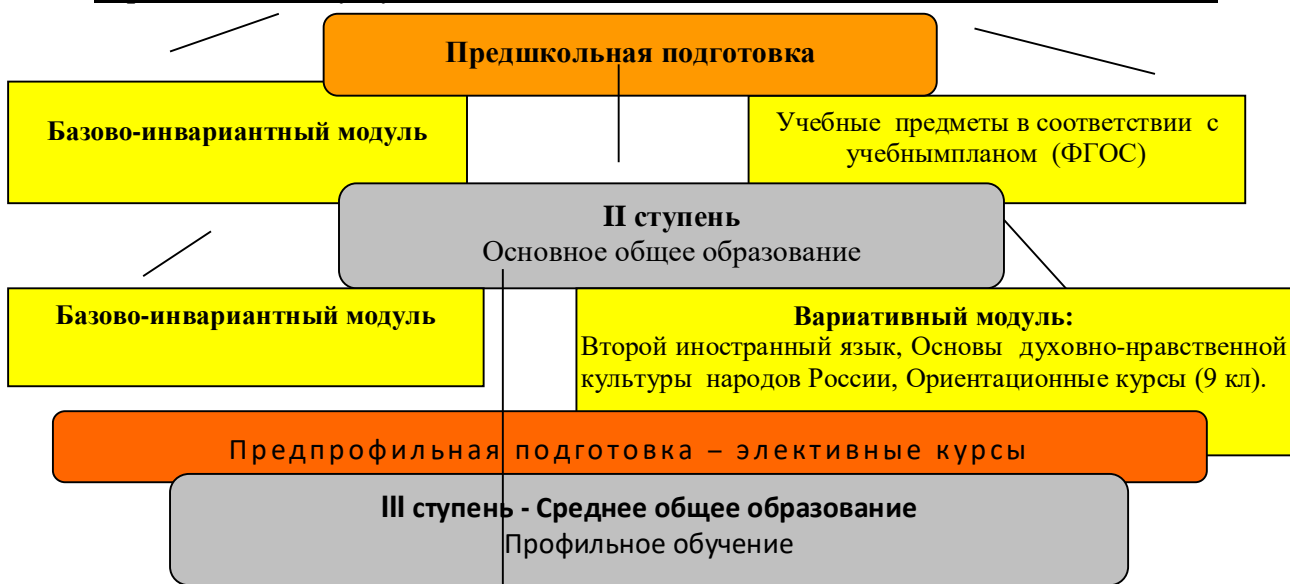 Предшкольная подготовка
Базово-инвариантный модуль
Учебные предметы в соответствии с
учебнымпланом (ФГОС)
II ступень
Основное общее образование
Базово-инвариантный модуль
Вариативный модуль:
Второй иностранный язык, Основы духовно-нравственной
культуры народов России, Ориентационные курсы (9 кл).
Предпрофильная подготовка – элективные курсы
III ступень - Среднее общее образование
Профильное обучение